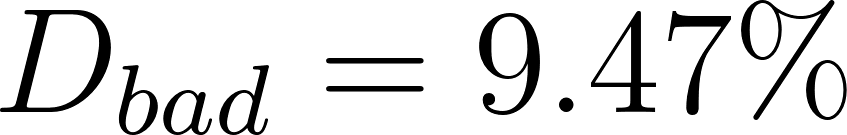 D_{bad} = 9.47%